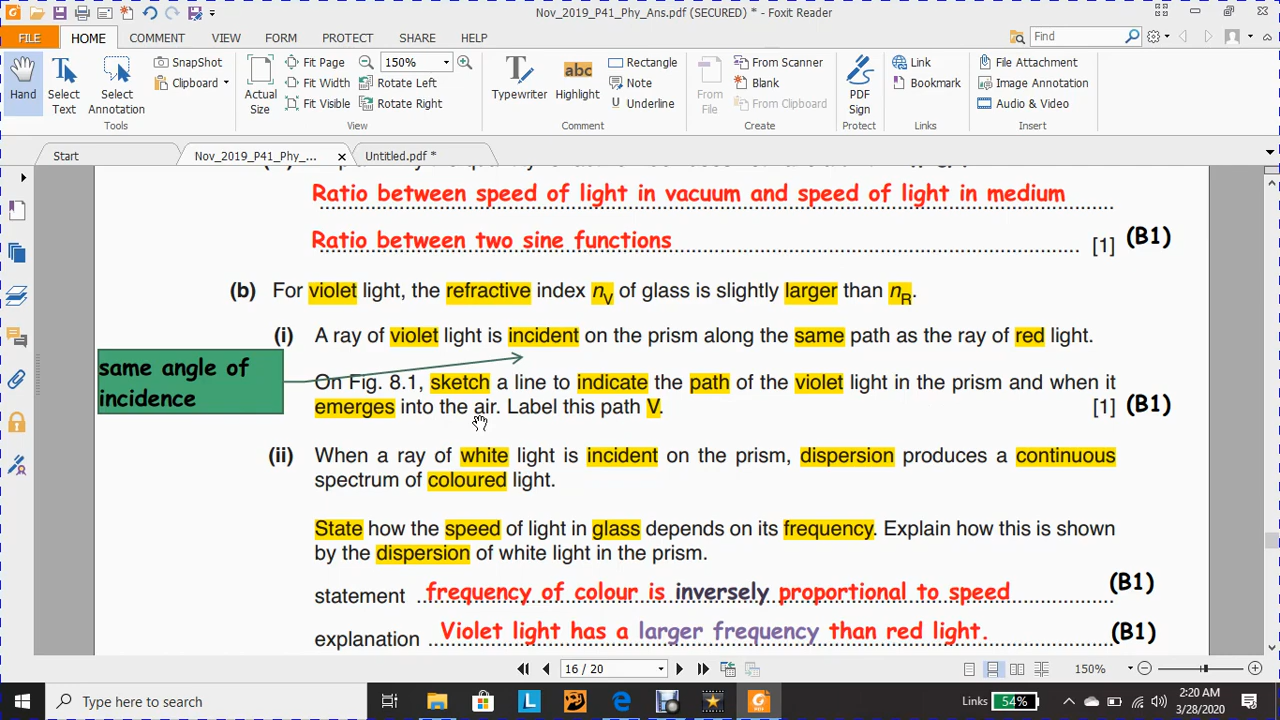 Nov_2019_P41_Phy_Ans.pdf (SECURED) * - Foxit Reader
FILE HOME COMMENT VIEW FORM PROTECT SHARE HELP Find
Hand
Select Text
Select Annotation
SnapShot
Clipboard
Tools
Actual Size
Fit Page
Fit Width
Fit Visible
150%
Rotate Left
Rotate Right
View
Typewriter
Highlight
Rectangle
Note
Underline
Comment
From File
From Scanner
Blank
From Clipboard
Create
PDF Sign
Protect
Link
Bookmark
Links
File Attachment
Image Annotation
Audio & Video
Insert
Start Nov_2019_P41_Phy_... Untitled.pdf *
Ratio between speed of light in vacuum and speed of light in medium
Ratio between two sine functions [1] (B1)
(b) For violet light, the refractive index nV of glass is slightly larger than nR.
(i) A ray of violet light is incident on the prism along the same path as the ray of red light.
same angle of
incidence
On Fig. 8.1, sketch a line to indicate the path of the violet light in the prism and when it
emerges into the air. Label this path V. [1] (B1)
(ii) When a ray of white light is incident on the prism, dispersion produces a continuous
spectrum of coloured light.
State how the speed of light in glass depends on its frequency. Explain how this is shown
by the dispersion of white light in the prism.
statement frequency of colour is inversely proportional to speed (B1)
explanation Violet light has a larger frequency than red light. (B1)
16 / 20 150%
Type here to search Links 54% 2:20 AM
3/28/2020